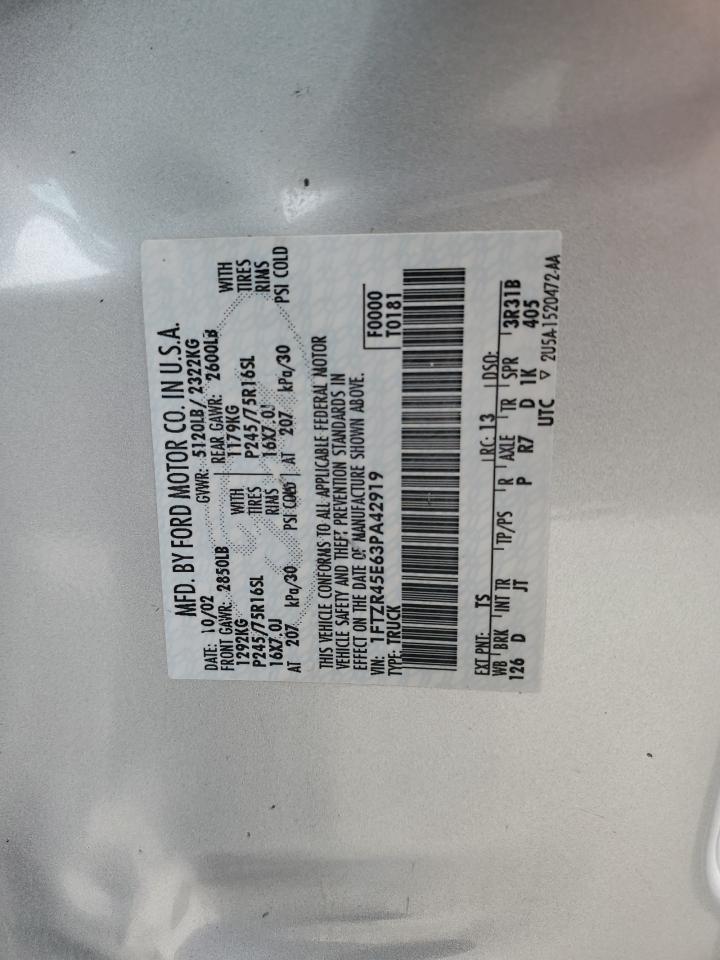 MFD. BY FORD MOTOR CO. IN U.S.A.
DATE: 10/02 GVWR: 5120LB/ 2322KG
FRONT GAWR: 2850LB REAR GAWR: 2600LB
1292KG WITH 1179KG WITH
P245/75R16SL TIRES P245/75R16SL TIRES
16X7.0J RIMS 16X7.0J RIMS
AT 207 kPa/30 PSI COLD AT 207 kPa/30 PSI COLD
THIS VEHICLE CONFORMS TO ALL APPLICABLE FEDERAL MOTOR
VEHICLE SAFETY AND THEFT PREVENTION STANDARDS IN
EFFECT ON THE DATE OF MANUFACTURE SHOWN ABOVE.
VIN: 1FTZR45E63PA42919 F0000
TYPE: TRUCK T0181
EXT PNT: TS RC: 13 DSO:
WB BRK INT TR TP/PS R AXLE TR SPR 3R31B
126 D JT P R7 D 1K 405
UTC ▽ 2U5A-1520472-AA